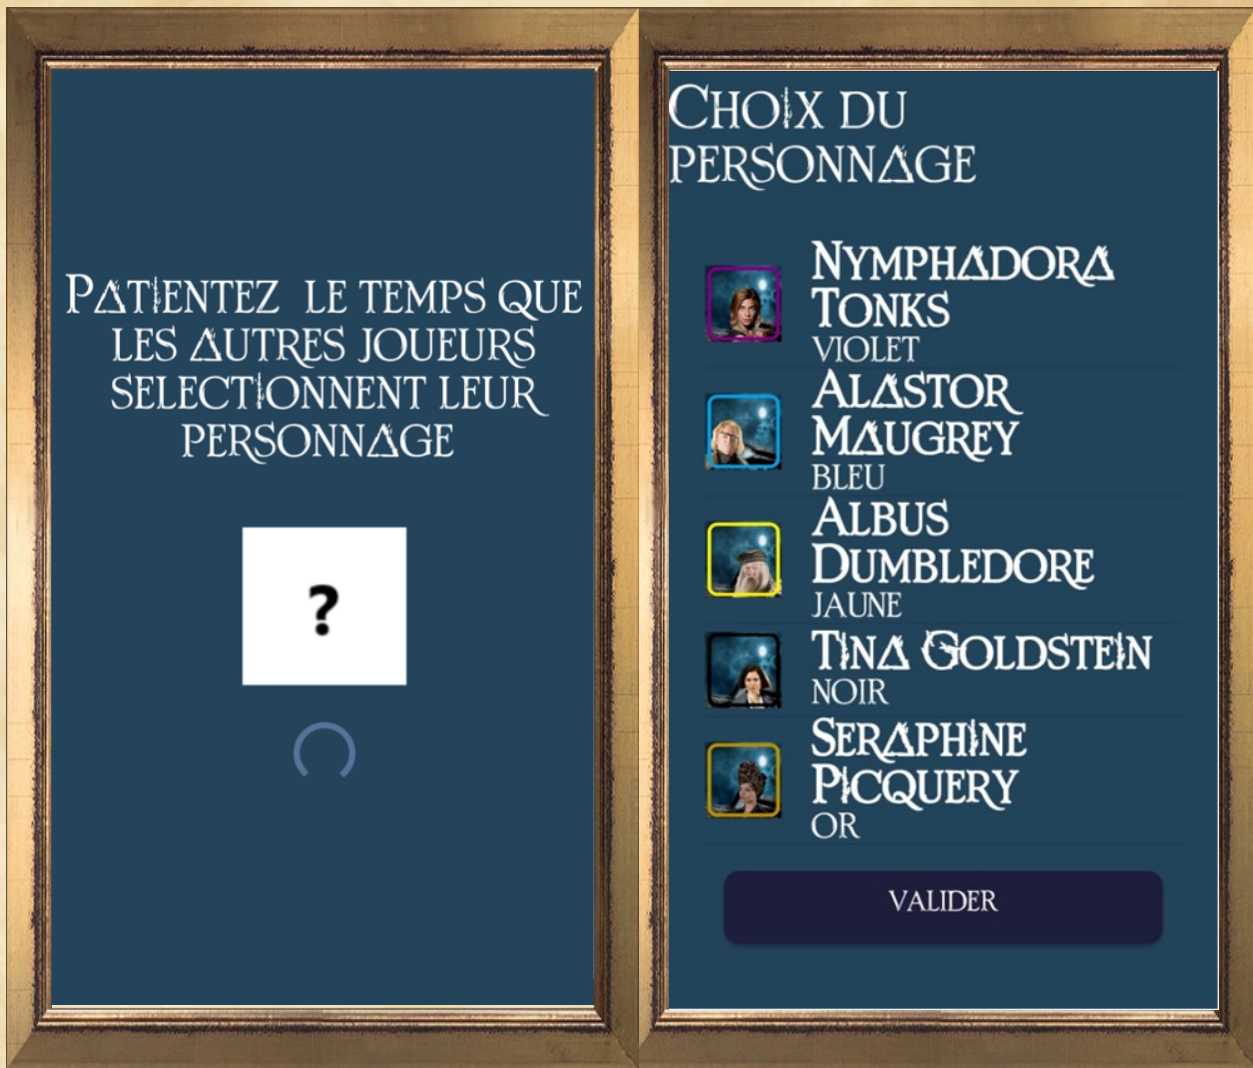 Patientez le temps que
les autres joueurs
selectionnent leur
personnage
?
Choix du
personnage
Nymphadora
Tonks
violet
Alastor
Maugrey
bleu
Albus
Dumbledore
jaune
Tina Goldstein
noir
Seraphine
Picquery
or
valider